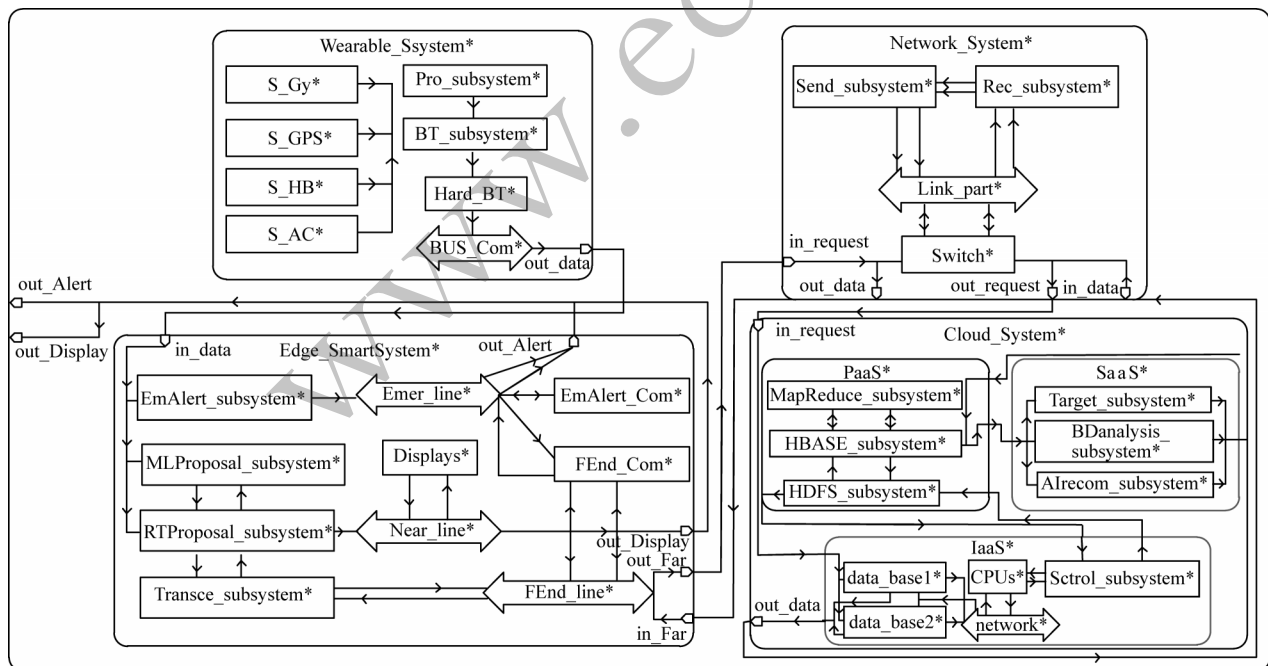 Wearable_Ssystem*
S_Gy*
S_GPS*
S_HB*
S_AC*
Pro_subsystem*
BT_subsystem*
Hard_BT*
BUS_Com*
out_data
Network_System*
Send_subsystem*
Rec_subsystem*
Link_part*
Switch*
in_request
out_data
out_request
in_data
out_Alert
out_Display
Edge_SmartSystem*
in_data
out_Alert
EmAlert_subsystem*
Emer_line*
EmAlert_Com*
MLProposal_subsystem*
Displays*
FEnd_Com*
RTProposal_subsystem*
Near_line*
out_Display
out_Far
Transce_subsystem*
FEnd_line*
in_Far
in_request
Cloud_System*
PaaS*
MapReduce_subsystem*
HBASE_subsystem*
HDFS_subsystem*
SaaS*
Target_subsystem*
BDanalysis_
subsystem*
AIrecom_subsystem*
IaaS*
data_base1*
data_base2*
CPUs*
Sctrol_subsystem*
network*
out_data
www.ec